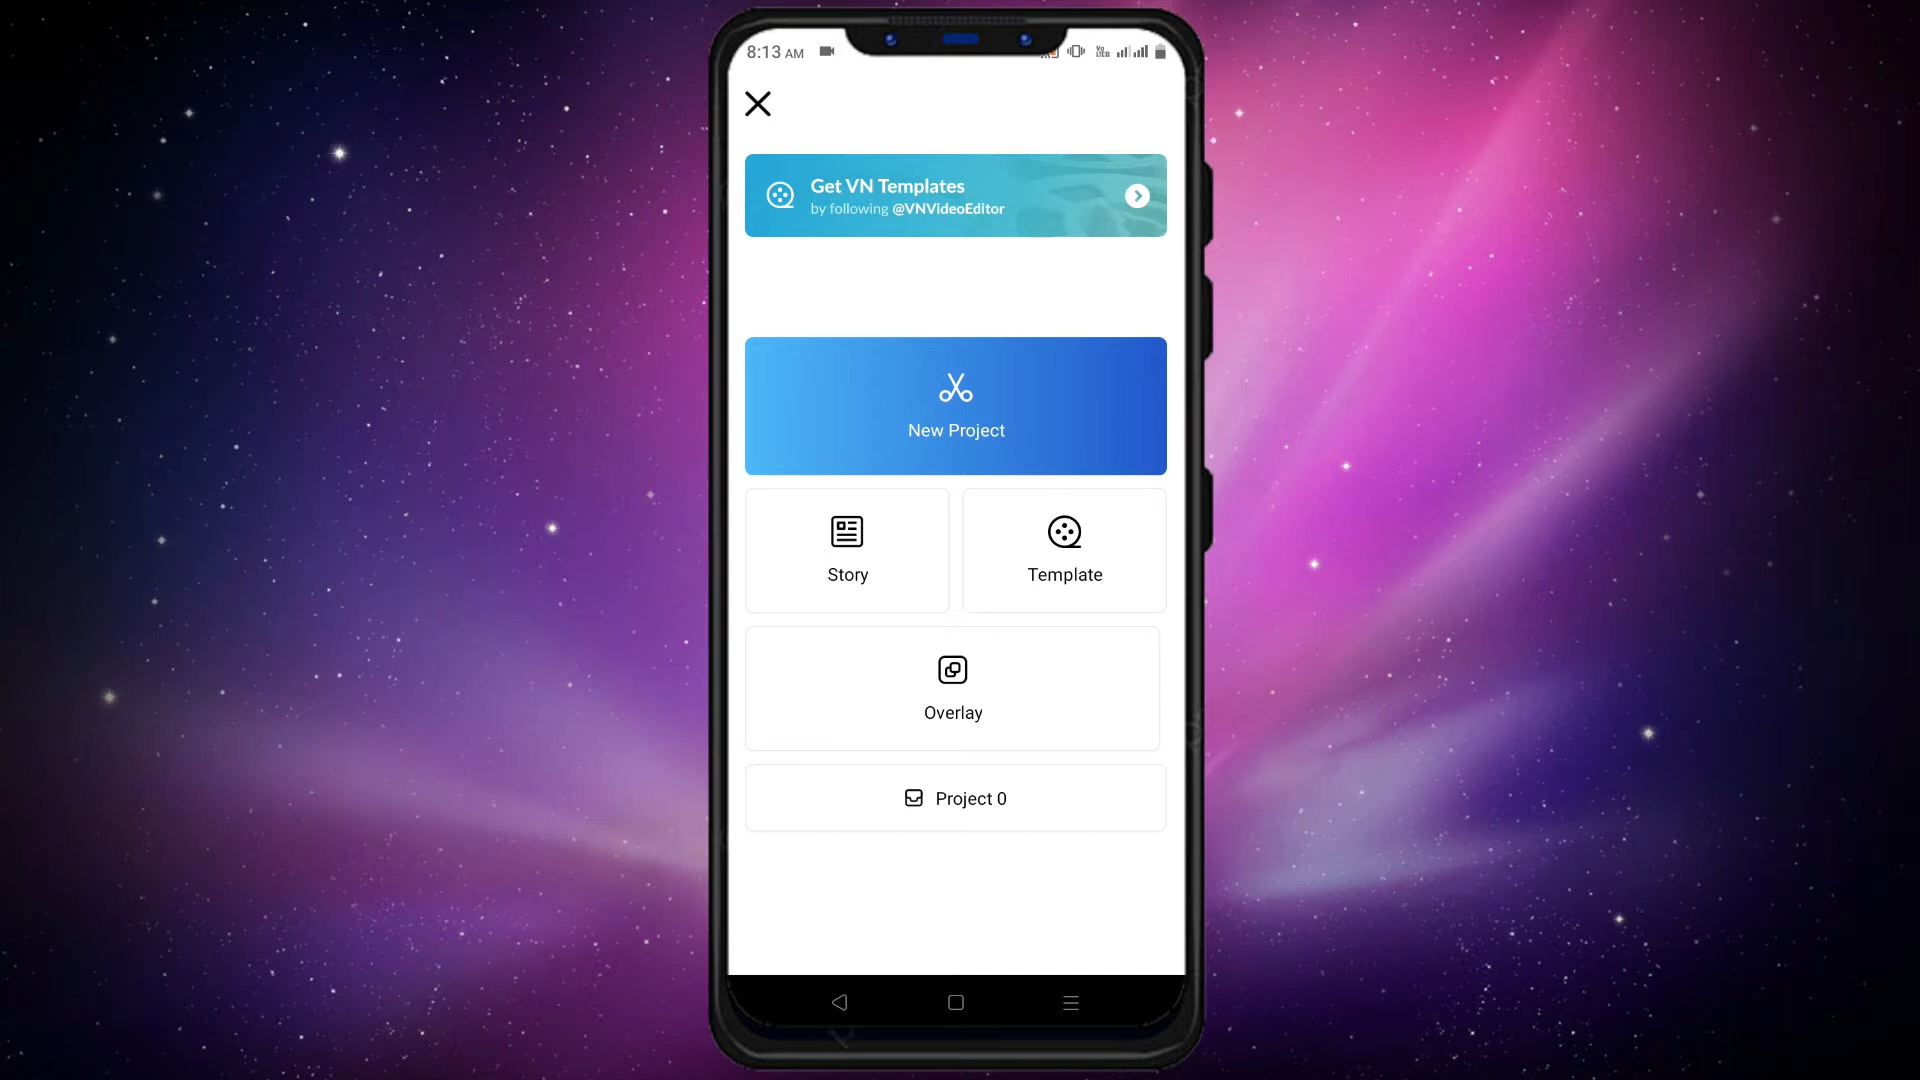 8:13 AM
Get VN Templates
by following @VNVideoEditor
New Project
Story
Template
Overlay
Project 0